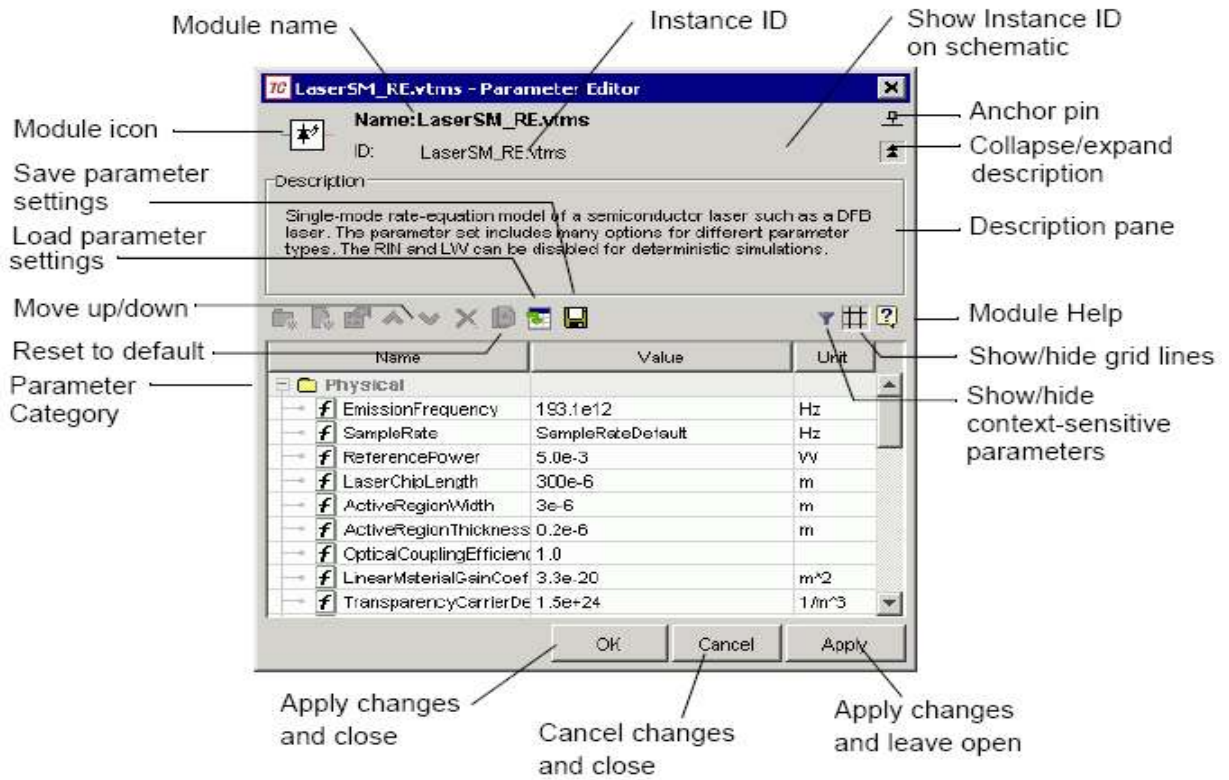 Module name
Instance ID
Show Instance ID
on schematic
TC LaserSM_RE.vtms - Parameter Editor
Module icon
Name:LaserSM_RE.vtms
Anchor pin
ID: LaserSM_RE.vtms
Collapse/expand
description
Save parameter
settings
Description
Single-mode rate-equation model of a semiconductor laser such as a DFB
laser. The parameter set includes many options for different parameter
types. The RIN and LW can be disabled for deterministic simulations.
Description pane
Load parameter
settings
Move up/down
Module Help
Reset to default
Show/hide grid lines
Name Value Unit
Parameter
Category
Physical
Show/hide
context-sensitive
parameters
EmissionFrequency 193.1e12 Hz
SampleRate SampleRateDefault Hz
ReferencePower 5.0e-3 W
LaserChipLength 300e-6 m
ActiveRegionWidth 3e-6 m
ActiveRegionThickness 0.2e-6 m
OpticalCouplingEfficienc 1.0
LinearMaterialGainCoef 3.3e-20 m^2
TransparencyCarrierDe 1.5e+24 1/m^3
OK Cancel Apply
Apply changes
and close
Cancel changes
and close
Apply changes
and leave open